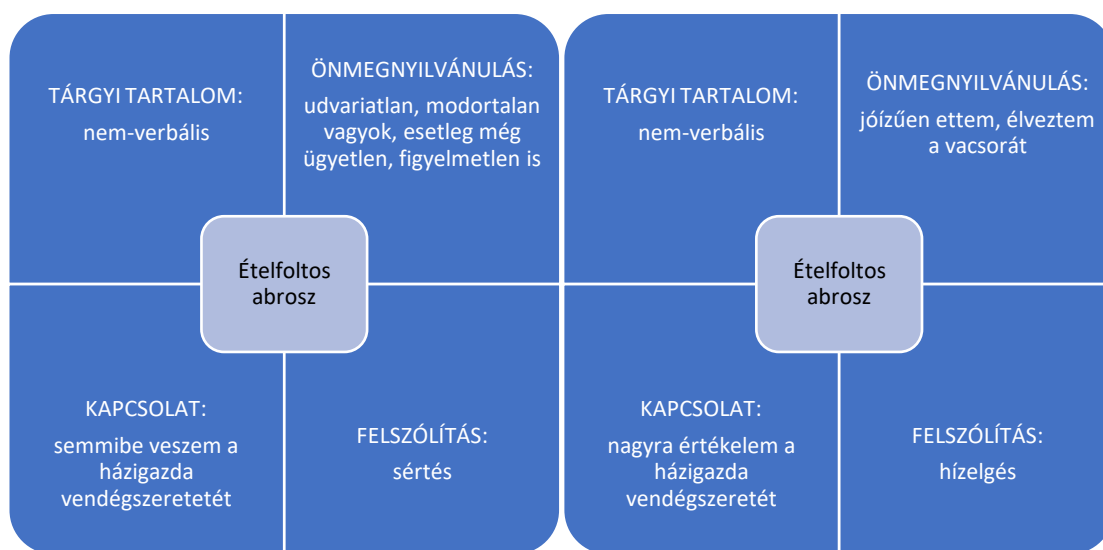 TÁRGYI TARTALOM:
nem-verbális
ÖNMEGNYILVÁNULÁS:
udvariatlan, modortalan
vagyok, esetleg még
ügyetlen, figyelmetlen is
Ételfoltos
abrosz
KAPCSOLAT:
semmibe veszem a
házigazda
vendégszeretetét
FELSZÓLÍTÁS:
sértés
TÁRGYI TARTALOM:
nem-verbális
ÖNMEGNYILVÁNULÁS:
jóízűen ettem, élveztem
a vacsorát
Ételfoltos
abrosz
KAPCSOLAT:
nagyra értékelem a
házigazda
vendégszeretét
FELSZÓLÍTÁS:
hízelgés